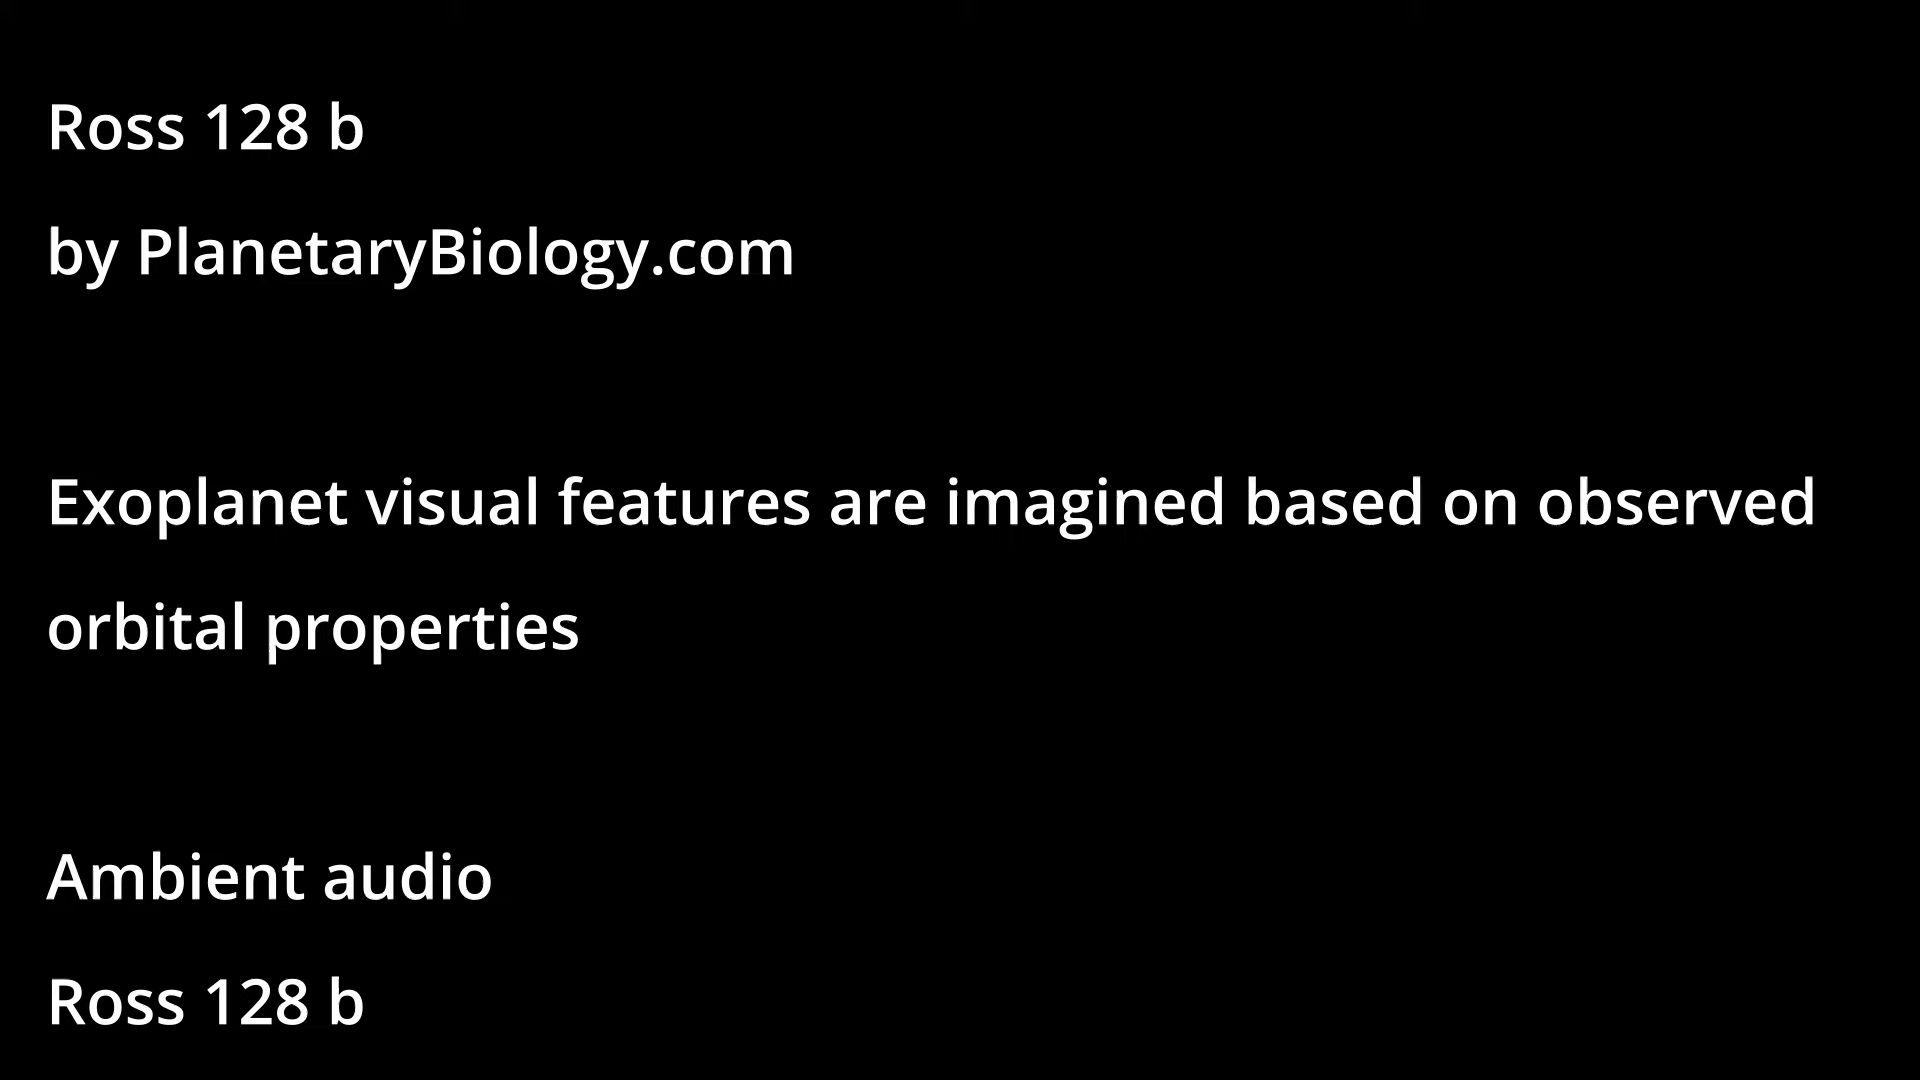 Ross 128 b
by PlanetaryBiology.com
Exoplanet visual features are imagined based on observed
orbital properties
Ambient audio
Ross 128 b